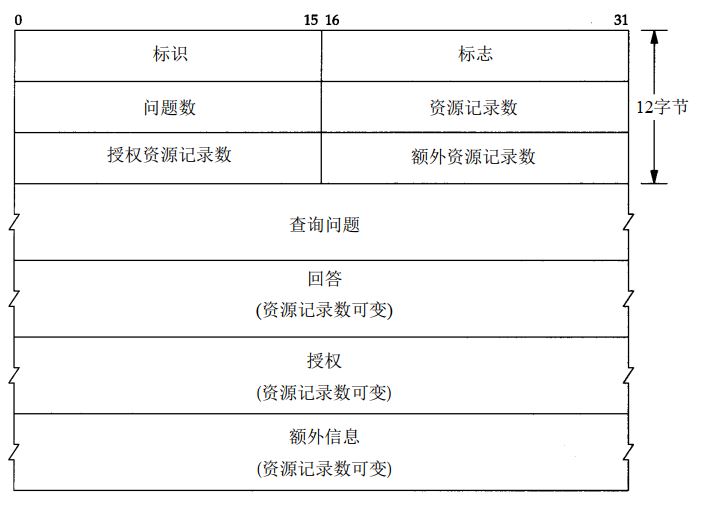 0 15 16 31
标识 标志
问题数 资源记录数 12字节
授权资源记录数 额外资源记录数
查询问题
回答
(资源记录数可变)
授权
(资源记录数可变)
额外信息
(资源记录数可变)